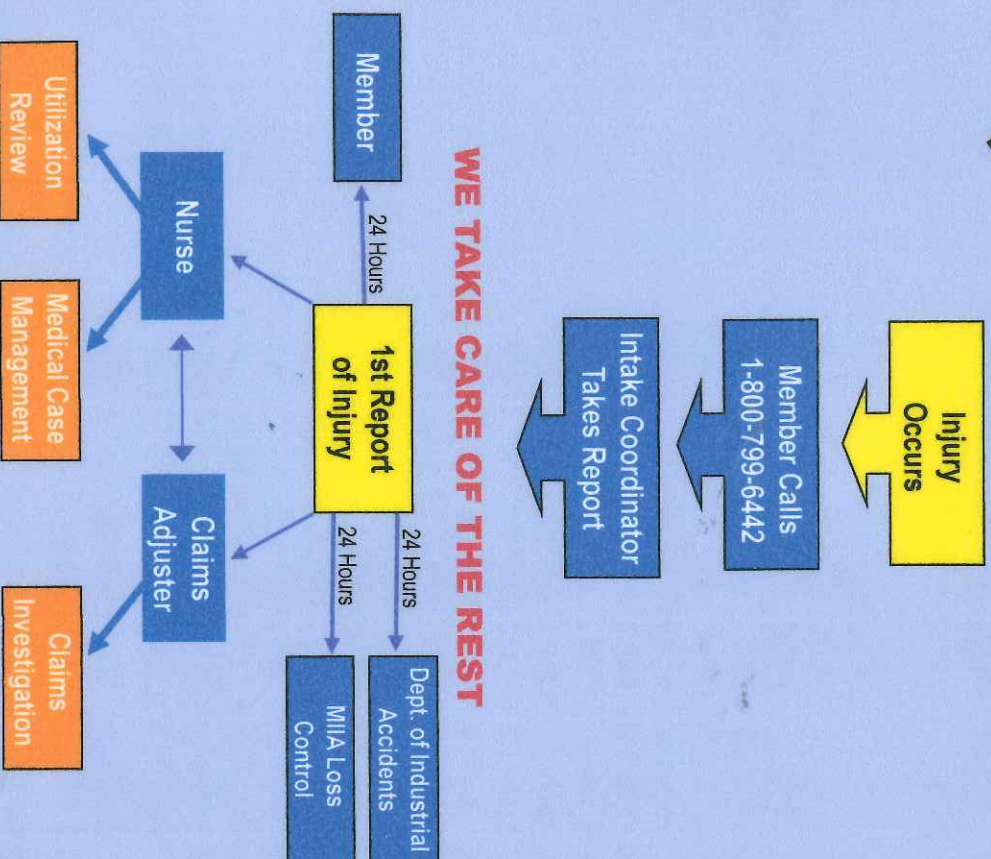 Injury
Occurs
Member Calls
1-800-799-6442
Intake Coordinator
Takes Report
WE TAKE CARE OF THE REST
Member
24 Hours
1st Report
of Injury
24 Hours
Dept. of Industrial
Accidents
24 Hours
MIIA Loss
Control
Nurse
Claims
Adjuster
Utilization
Review
Medical Case
Management
Claims
Investigation